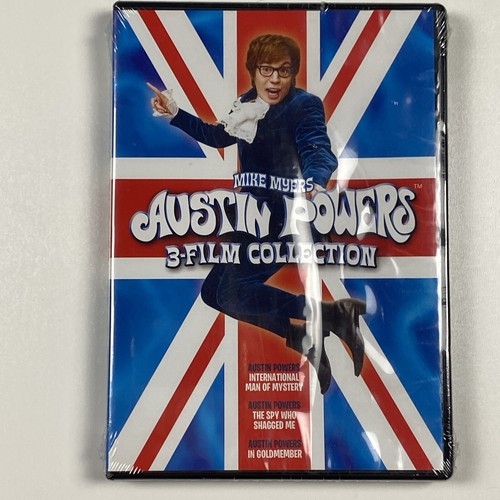 MIKE MYERS
AUSTIN POWERS™
3-FILM COLLECTION
AUSTIN POWERS
INTERNATIONAL
MAN OF MYSTERY
AUSTIN POWERS
THE SPY WHO
SHAGGED ME
AUSTIN POWERS
IN GOLDMEMBER